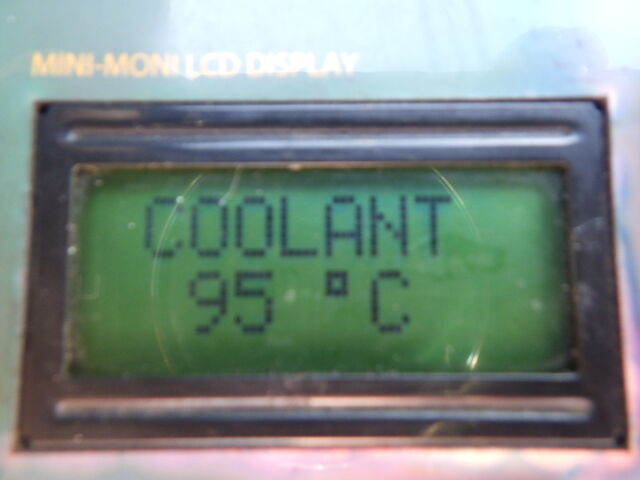 MINI-MONI LCD DISPLAY
COOLANT
95 °C